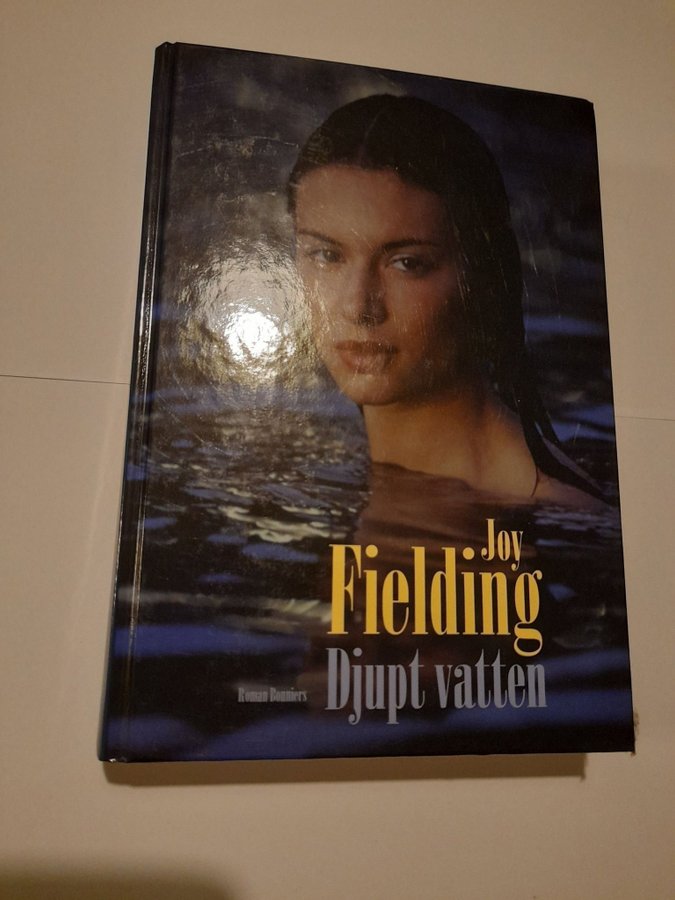 Joy
Fielding
Djupt vatten
Roman Bonniers